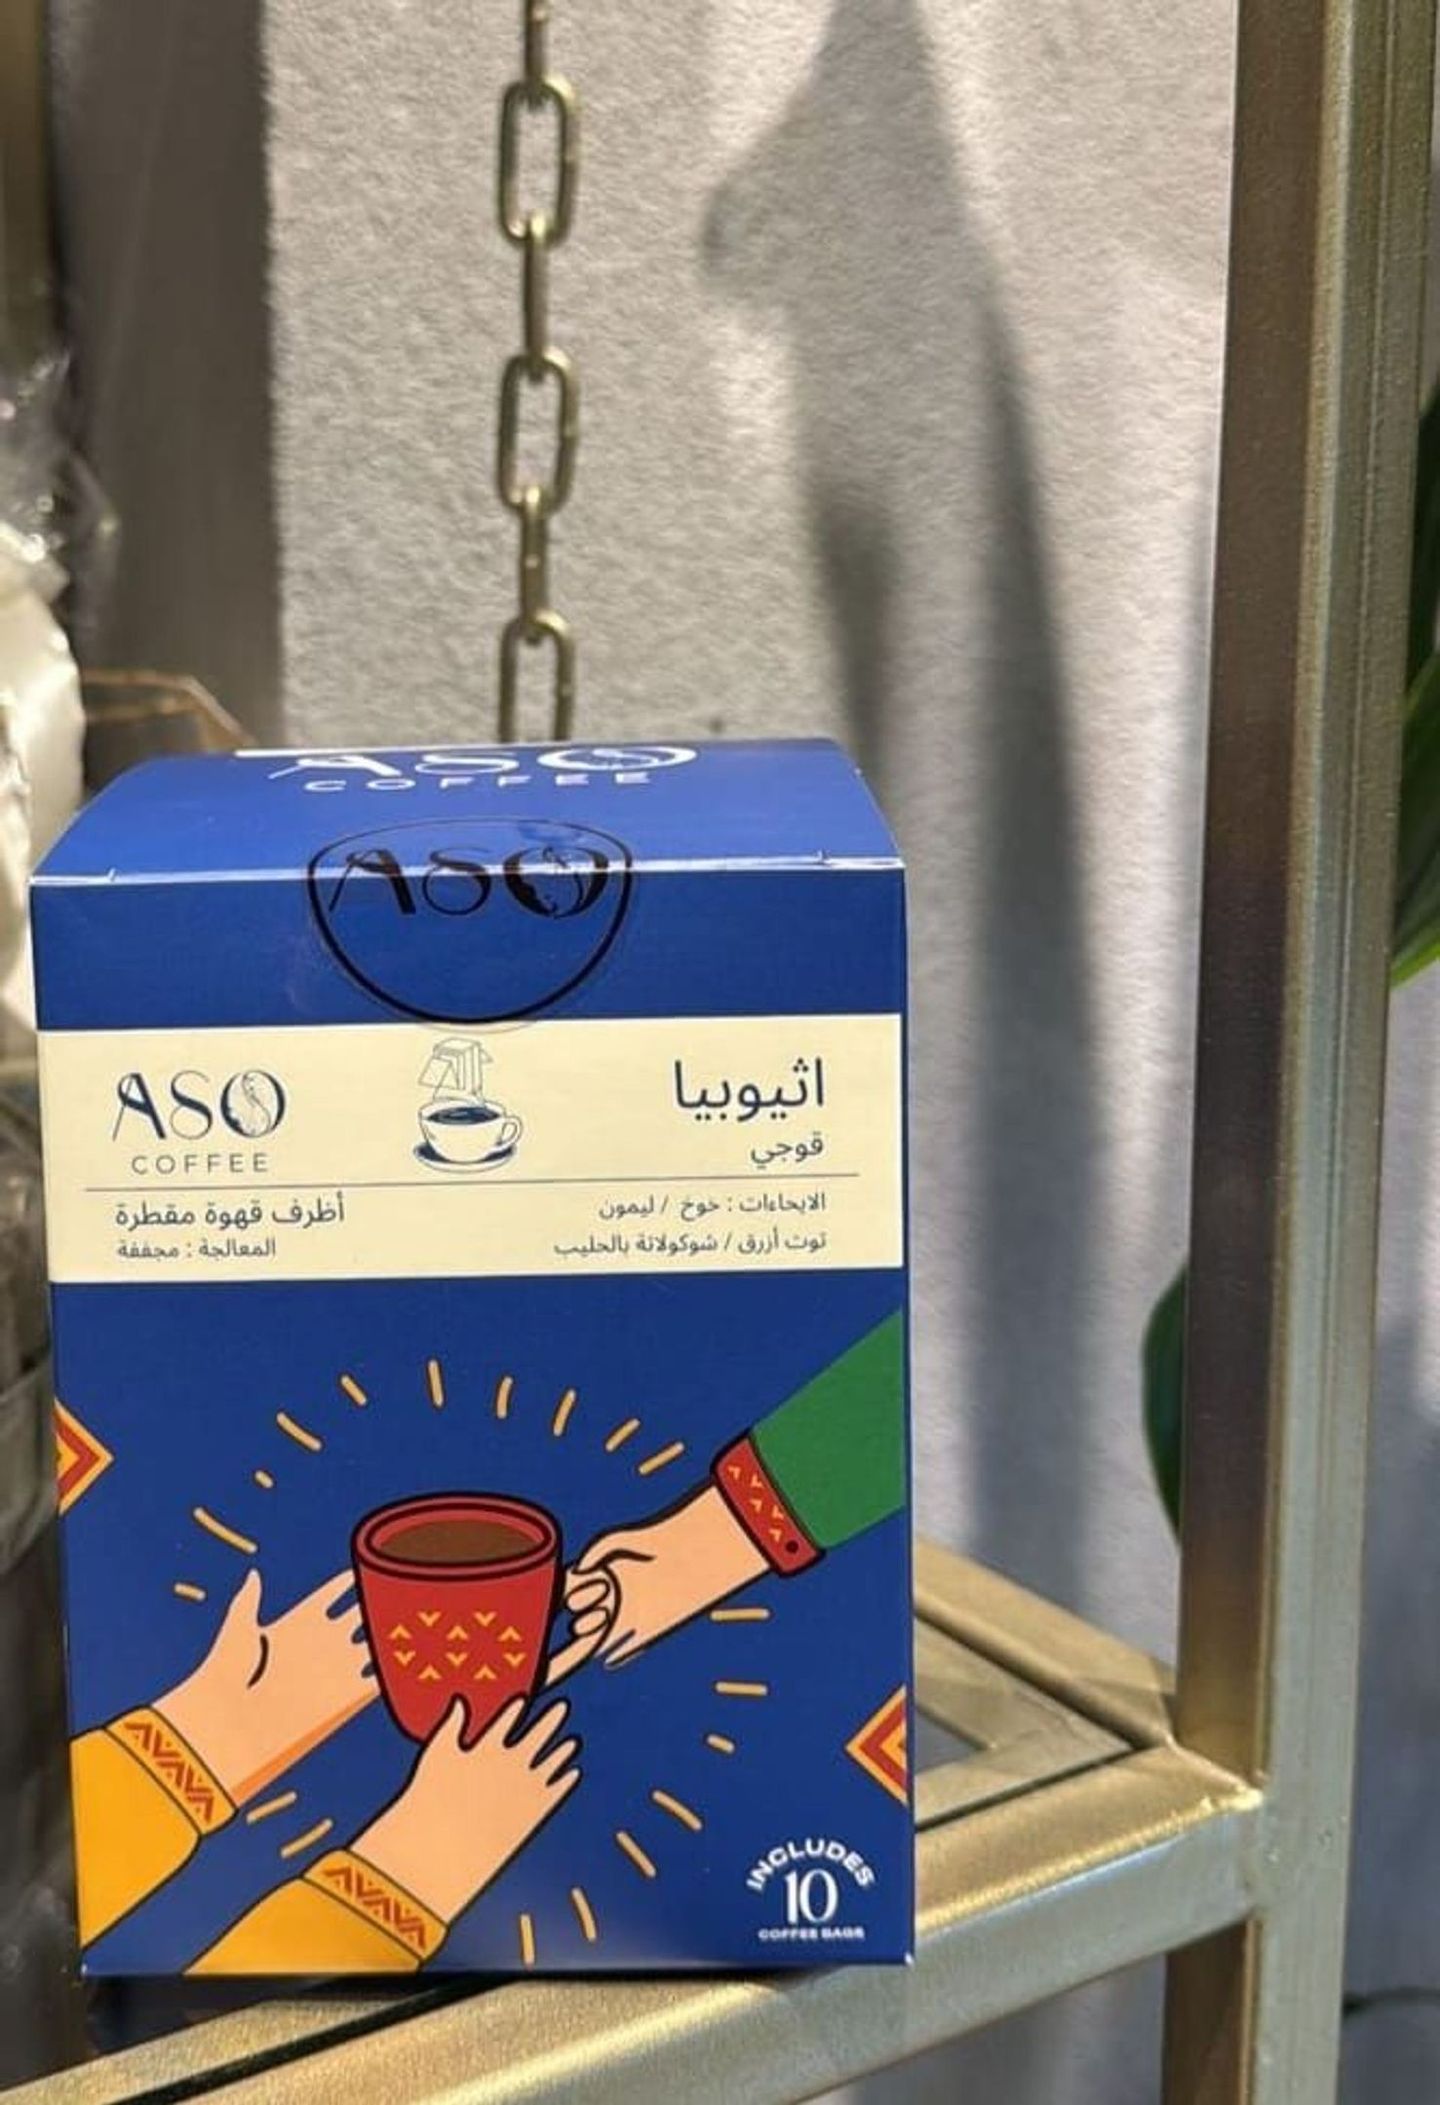 ASO
COFFEE
ASO
ASO
COFFEE
اثيوبيا
قوجي
أظرف قهوة مقطرة
المعالجة : مجففة
الايحاءات : خوخ / ليمون
توت أزرق / شوكولاتة بالحليب
INCLUDES
10
COFFEE BAGS